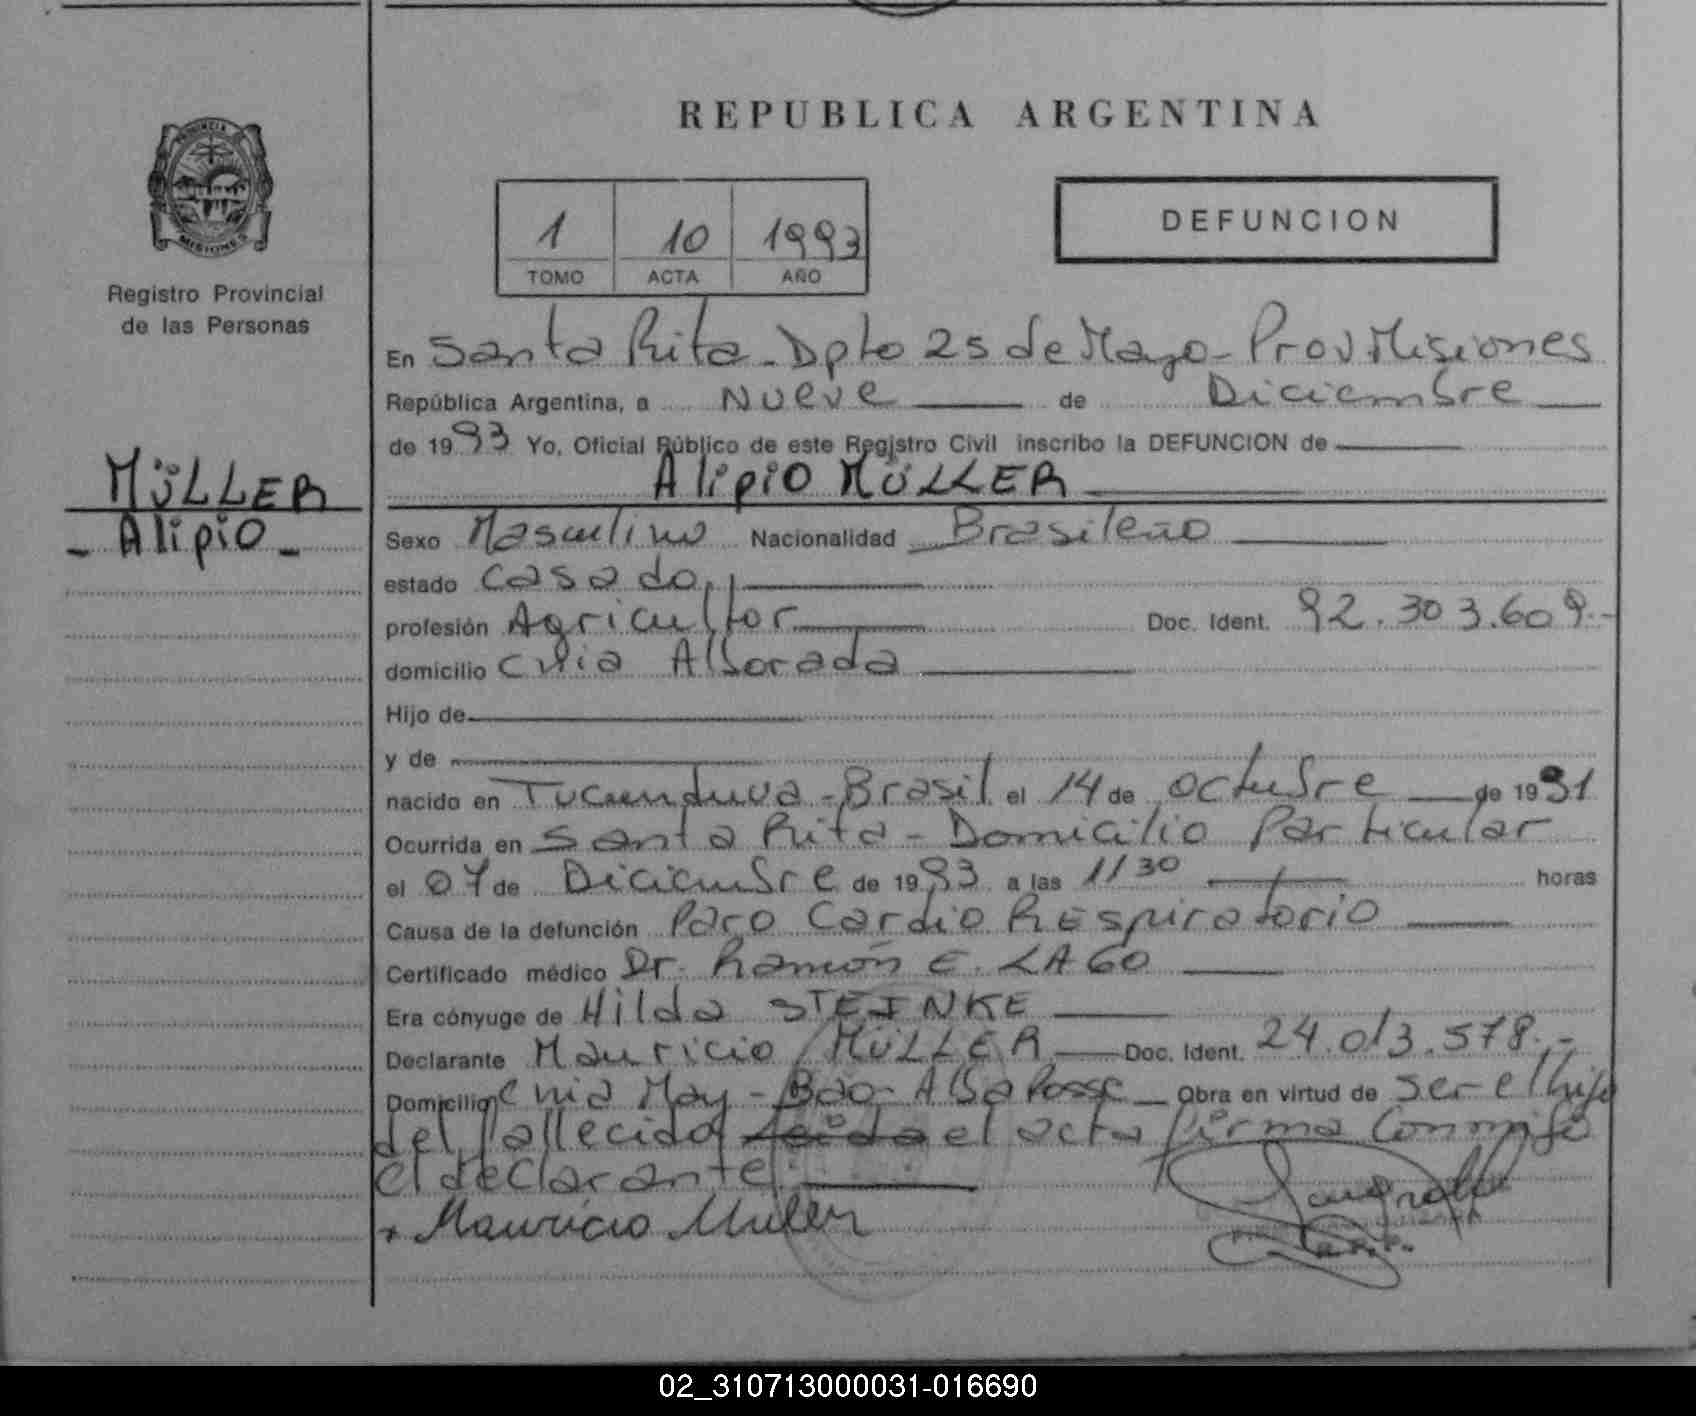 REPUBLICA ARGENTINA
PROVINCIA
MISIONES
Registro Provincial
de las Personas
1 10 1993
TOMO ACTA AÑO
DEFUNCION
MÜLLER
- Alipio -
En Santa Rita - Dpto 25 de Mayo - Prov Misiones
República Argentina, a Nueve de Diciembre
de 1993 Yo, Oficial Público de este Registro Civil inscribo la DEFUNCION de
Alipio MÜLLER
Sexo Masculino Nacionalidad Brasileño
estado casado
profesión Agricultor Doc. Ident. 92.303.609.-
domicilio Cnia Alborada
Hijo de
y de
nacido en Tucunduva - Brasil el 14 de octubre de 1931
Ocurrida en Santa Rita - Domicilio Particular
el 07 de Diciembre de 1993 a las 11 30 horas
Causa de la defunción Paro Cardio Respiratorio
Certificado médico Dr. Ramón E. LAGO
Era cónyuge de Hilda STEINKE
Declarante Mauricio MÜLLER Doc. Ident. 24.013.578.-
Domicilio Cnia May - Bao - Alba Posse Obra en virtud de ser el hijo
del fallecido leida el acta firma conmigo
el declarante.
x Mauricio Muller
02_310713000031-016690